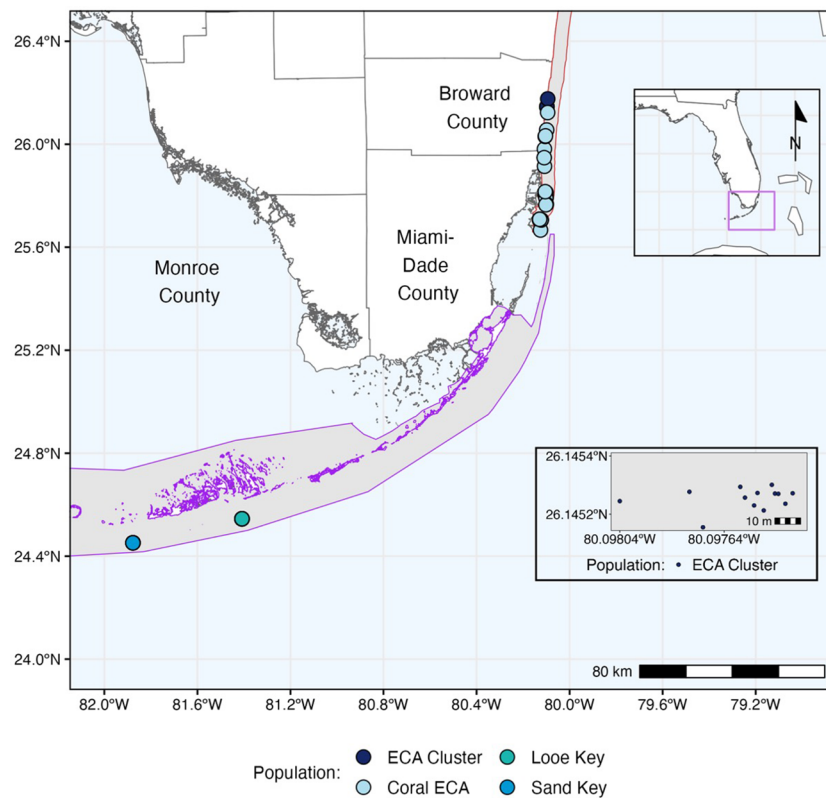 26.4°N
26.0°N
25.6°N
25.2°N
24.8°N
24.4°N
24.0°N
Broward
County
Miami-
Dade
County
Monroe
County
N
26.1454°N
26.1452°N
10 m
80.09804°W
80.09764°W
Population: ECA Cluster
80 km
82.0°W 81.6°W 81.2°W 80.8°W 80.4°W 80.0°W 79.6°W 79.2°W
Population:
ECA Cluster
Looe Key
Coral ECA
Sand Key